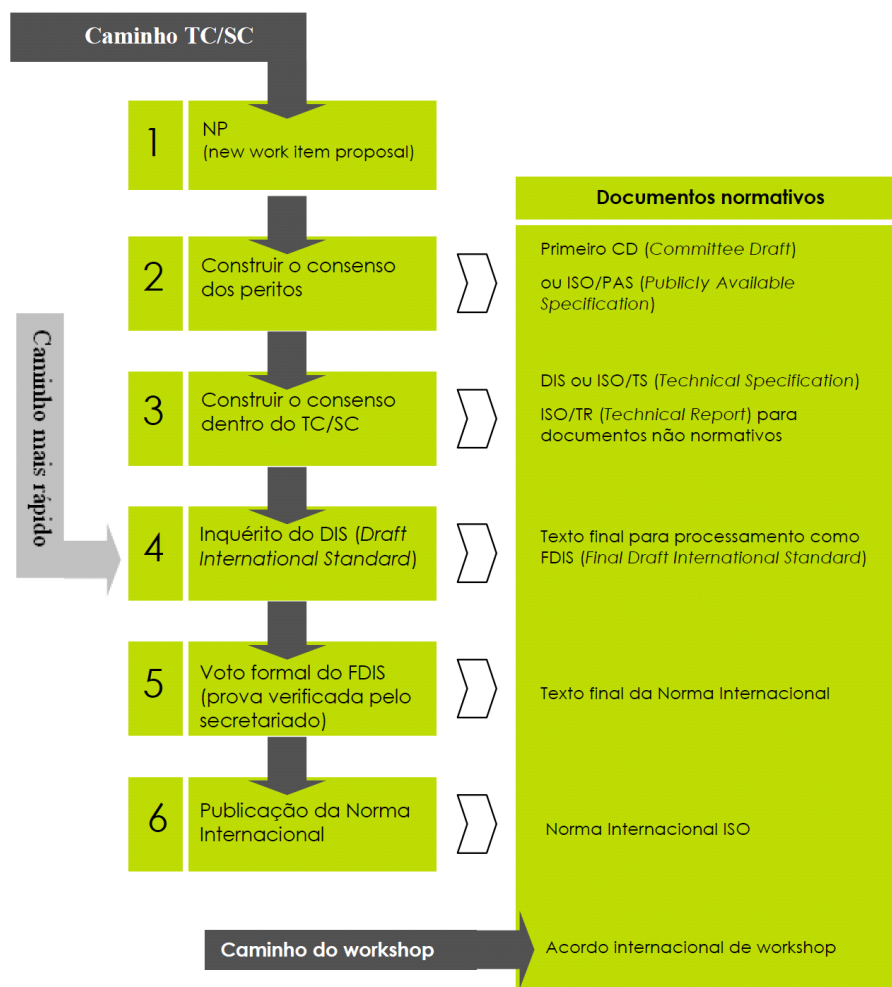 Caminho TC/SC
1
NP
(new work item proposal)
Documentos normativos
2
Construir o consenso
dos peritos
Primeiro CD (Committee Draft)
ou ISO/PAS (Publicly Available
Specification)
Caminho mais rápido
3
Construir o consenso
dentro do TC/SC
DIS ou ISO/TS (Technical Specification)
ISO/TR (Technical Report) para
documentos não normativos
4
Inquérito do DIS (Draft
International Standard)
Texto final para processamento como
FDIS (Final Draft International Standard)
5
Voto formal do FDIS
(prova verificada pelo
secretariado)
Texto final da Norma Internacional
6
Publicação da Norma
Internacional
Norma Internacional ISO
Caminho do workshop
Acordo internacional de workshop